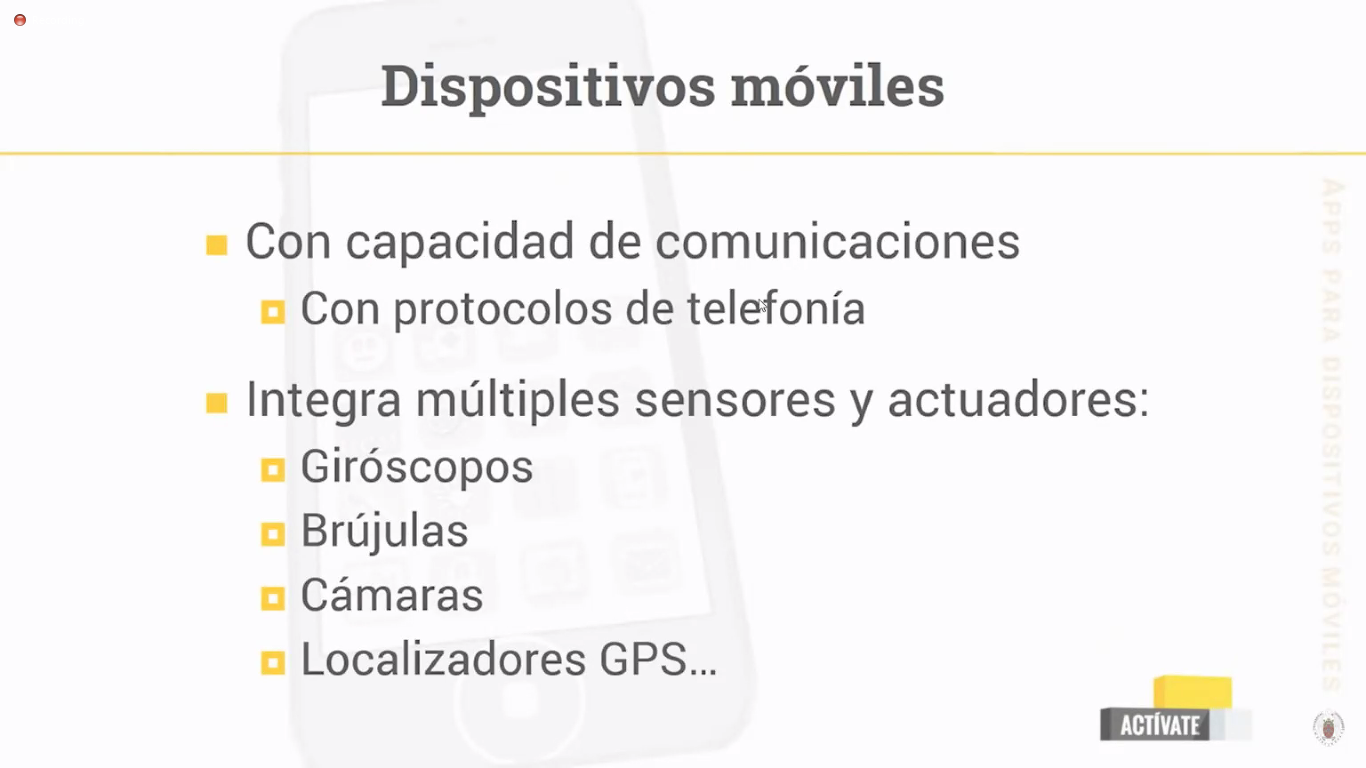 Dispositivos móviles
Con capacidad de comunicaciones
Con protocolos de telefonía
Integra múltiples sensores y actuadores:
Giróscopos
Brújulas
Cámaras
Localizadores GPS...
APPS PARA DISPOSITIVOS MÓVILES
ACTÍVATE